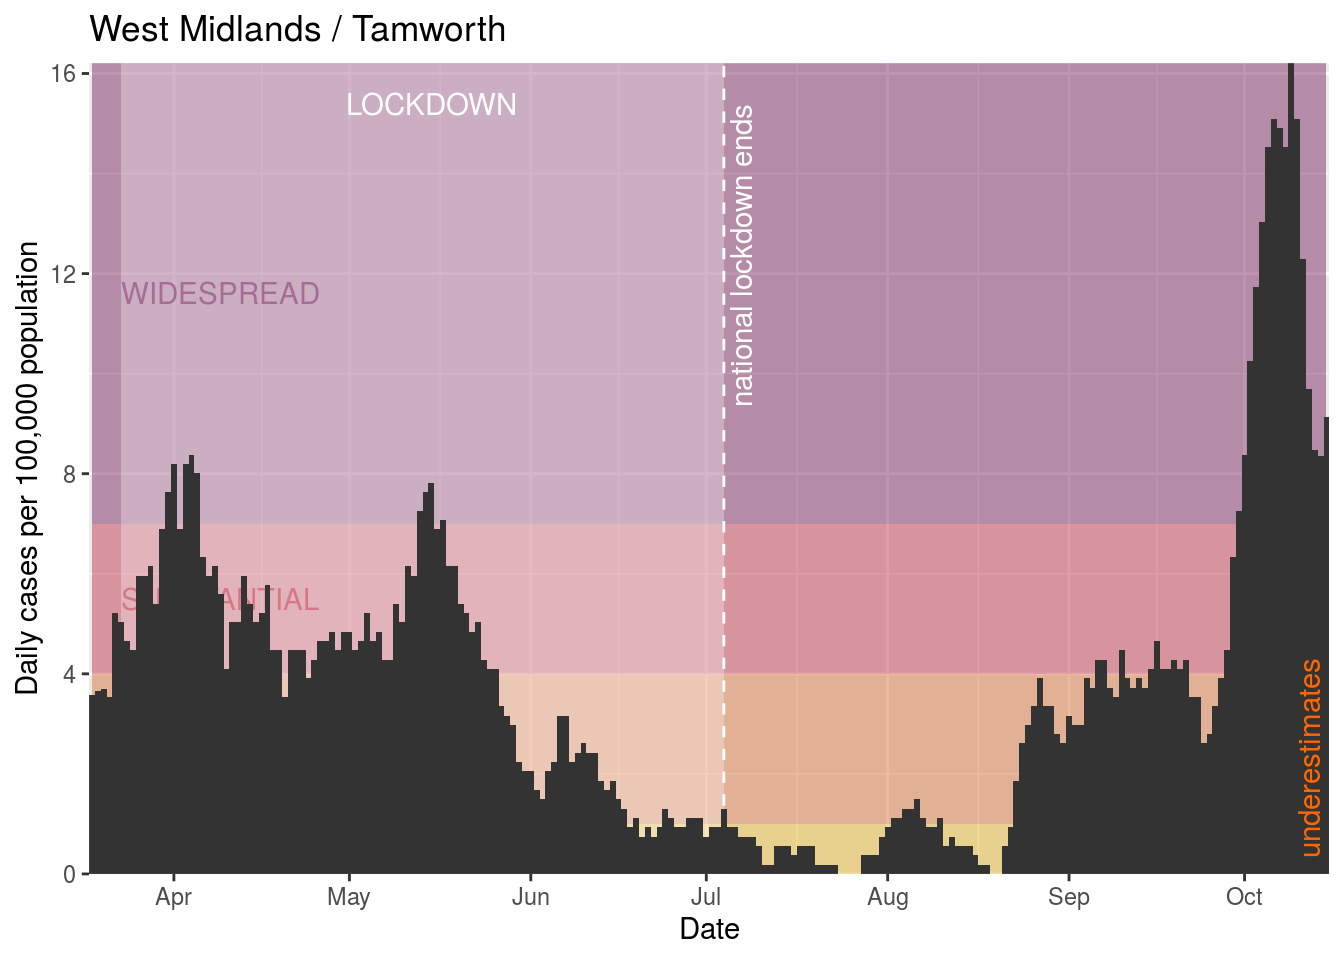 West Midlands / Tamworth
Daily cases per 100,000 population
16
12
8
4
0
LOCKDOWN
WIDESPREAD
national lockdown ends
underestimates
Apr
May
Jun
Jul
Aug
Sep
Oct
Date